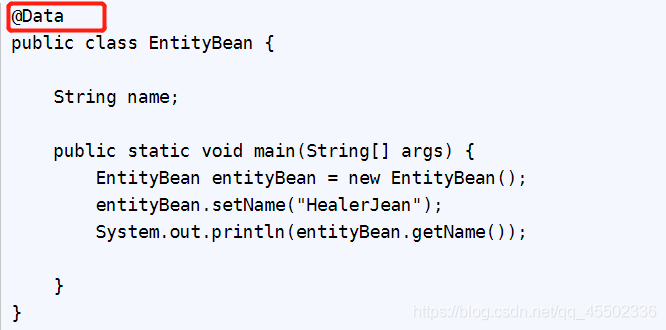 @Data
public class EntityBean {
String name;
public static void main(String[] args) {
EntityBean entityBean = new EntityBean();
entityBean.setName("HealerJean");
System.out.println(entityBean.getName());
}
}
https://blog.csdn.net/qq_45502336